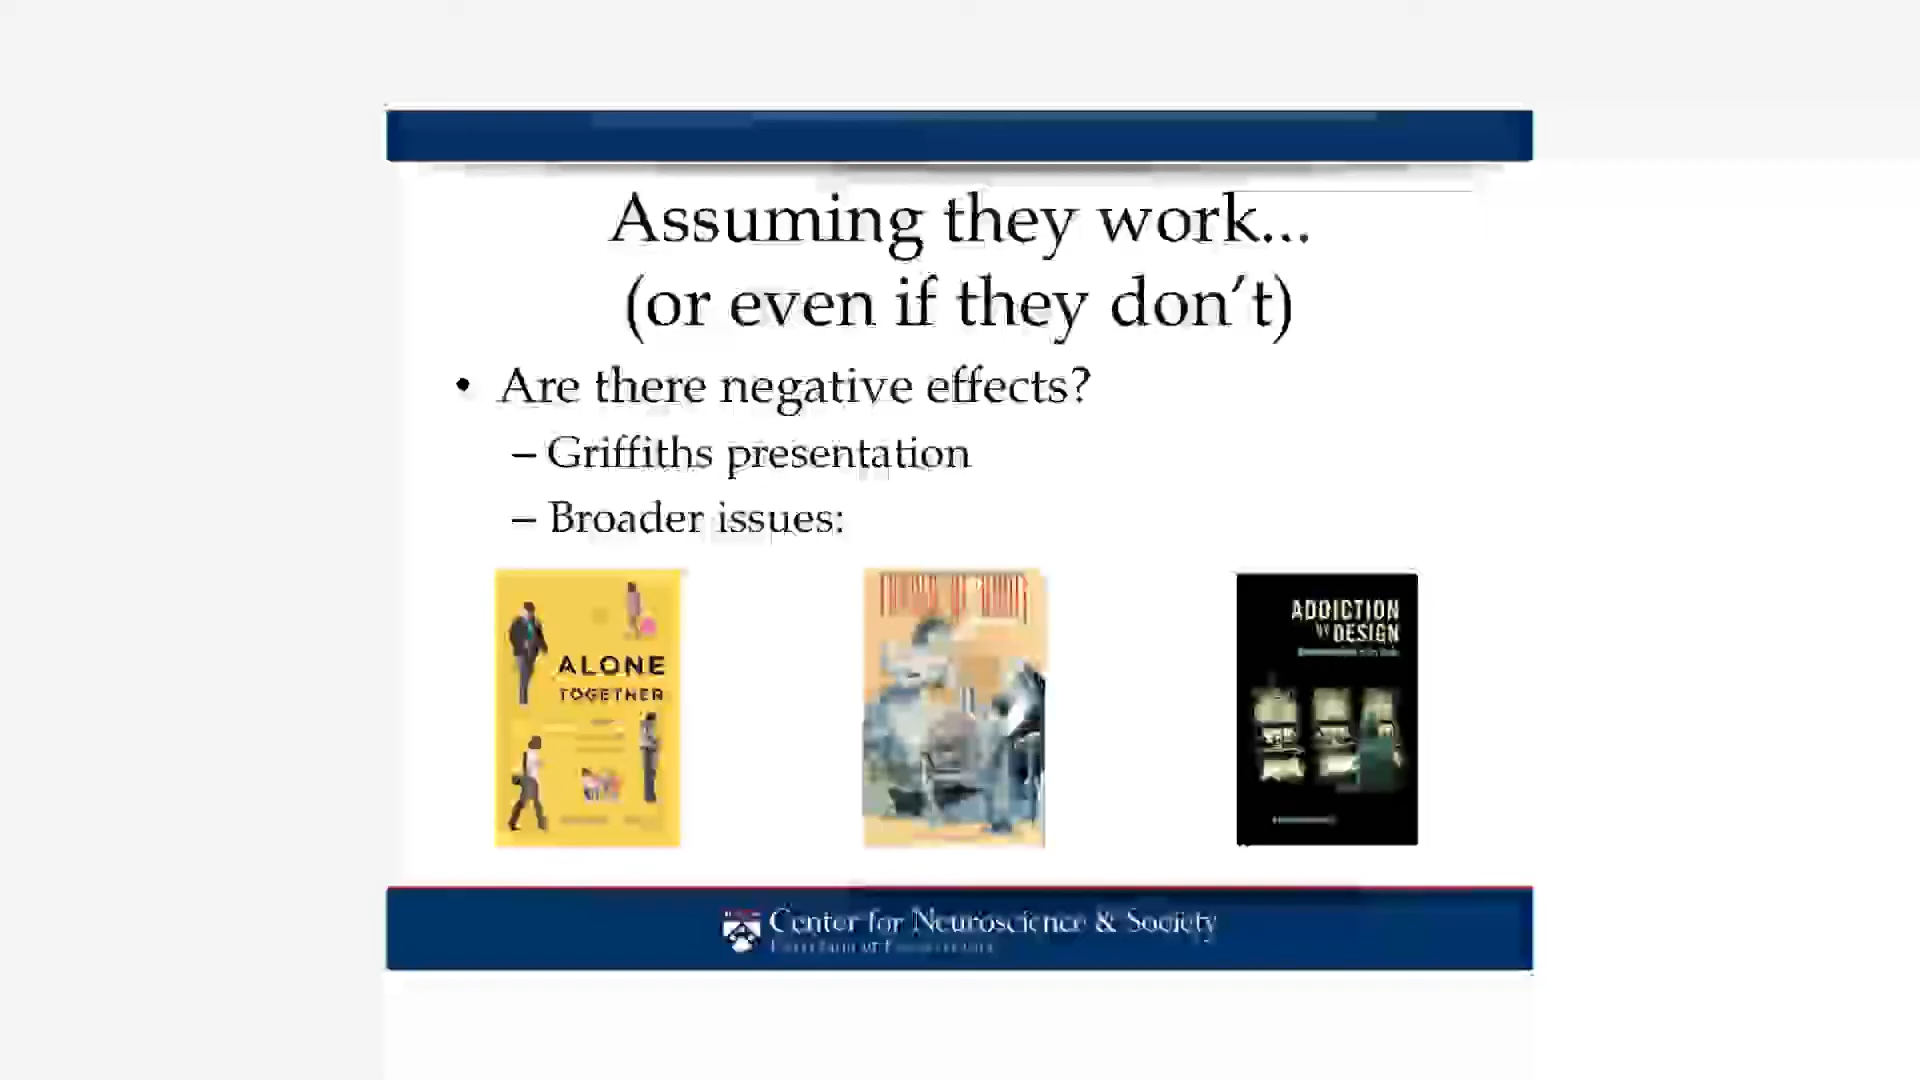 Assuming they work...
(or even if they don't)
• Are there negative effects?
– Griffiths presentation
– Broader issues:
ALONE
TOGETHER
ADDICTION
BY DESIGN
Center for Neuroscience & Society